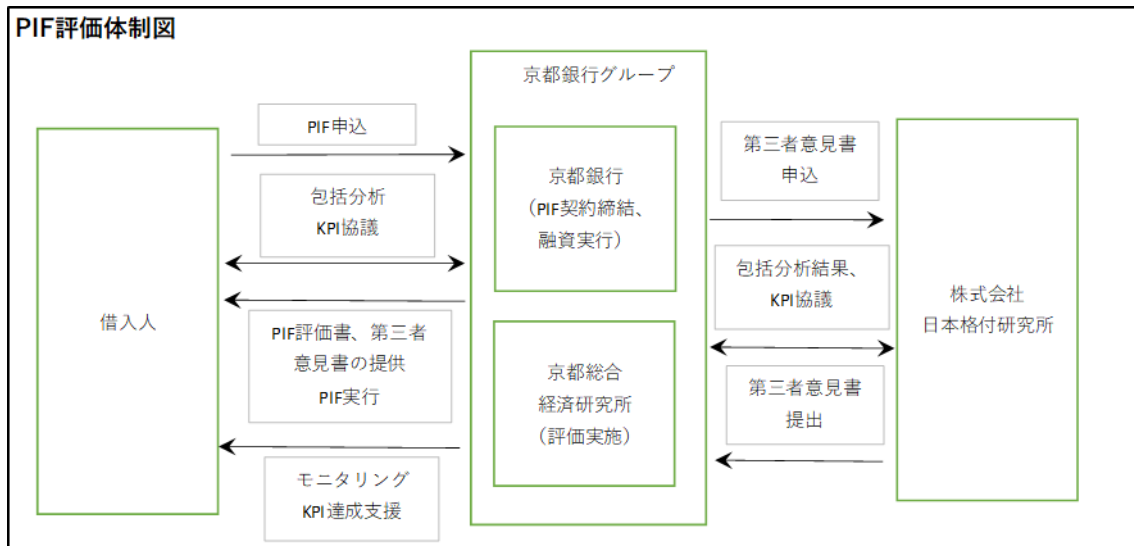 PIF評価体制図
借入人
PIF申込
包括分析
KPI協議
PIF評価書、第三者
意見書の提供
PIF実行
モニタリング
KPI達成支援
京都銀行グループ
京都銀行
（PIF契約締結、
融資実行）
京都総合
経済研究所
（評価実施）
第三者意見書
申込
包括分析結果、
KPI協議
第三者意見書
提出
株式会社
日本格付研究所